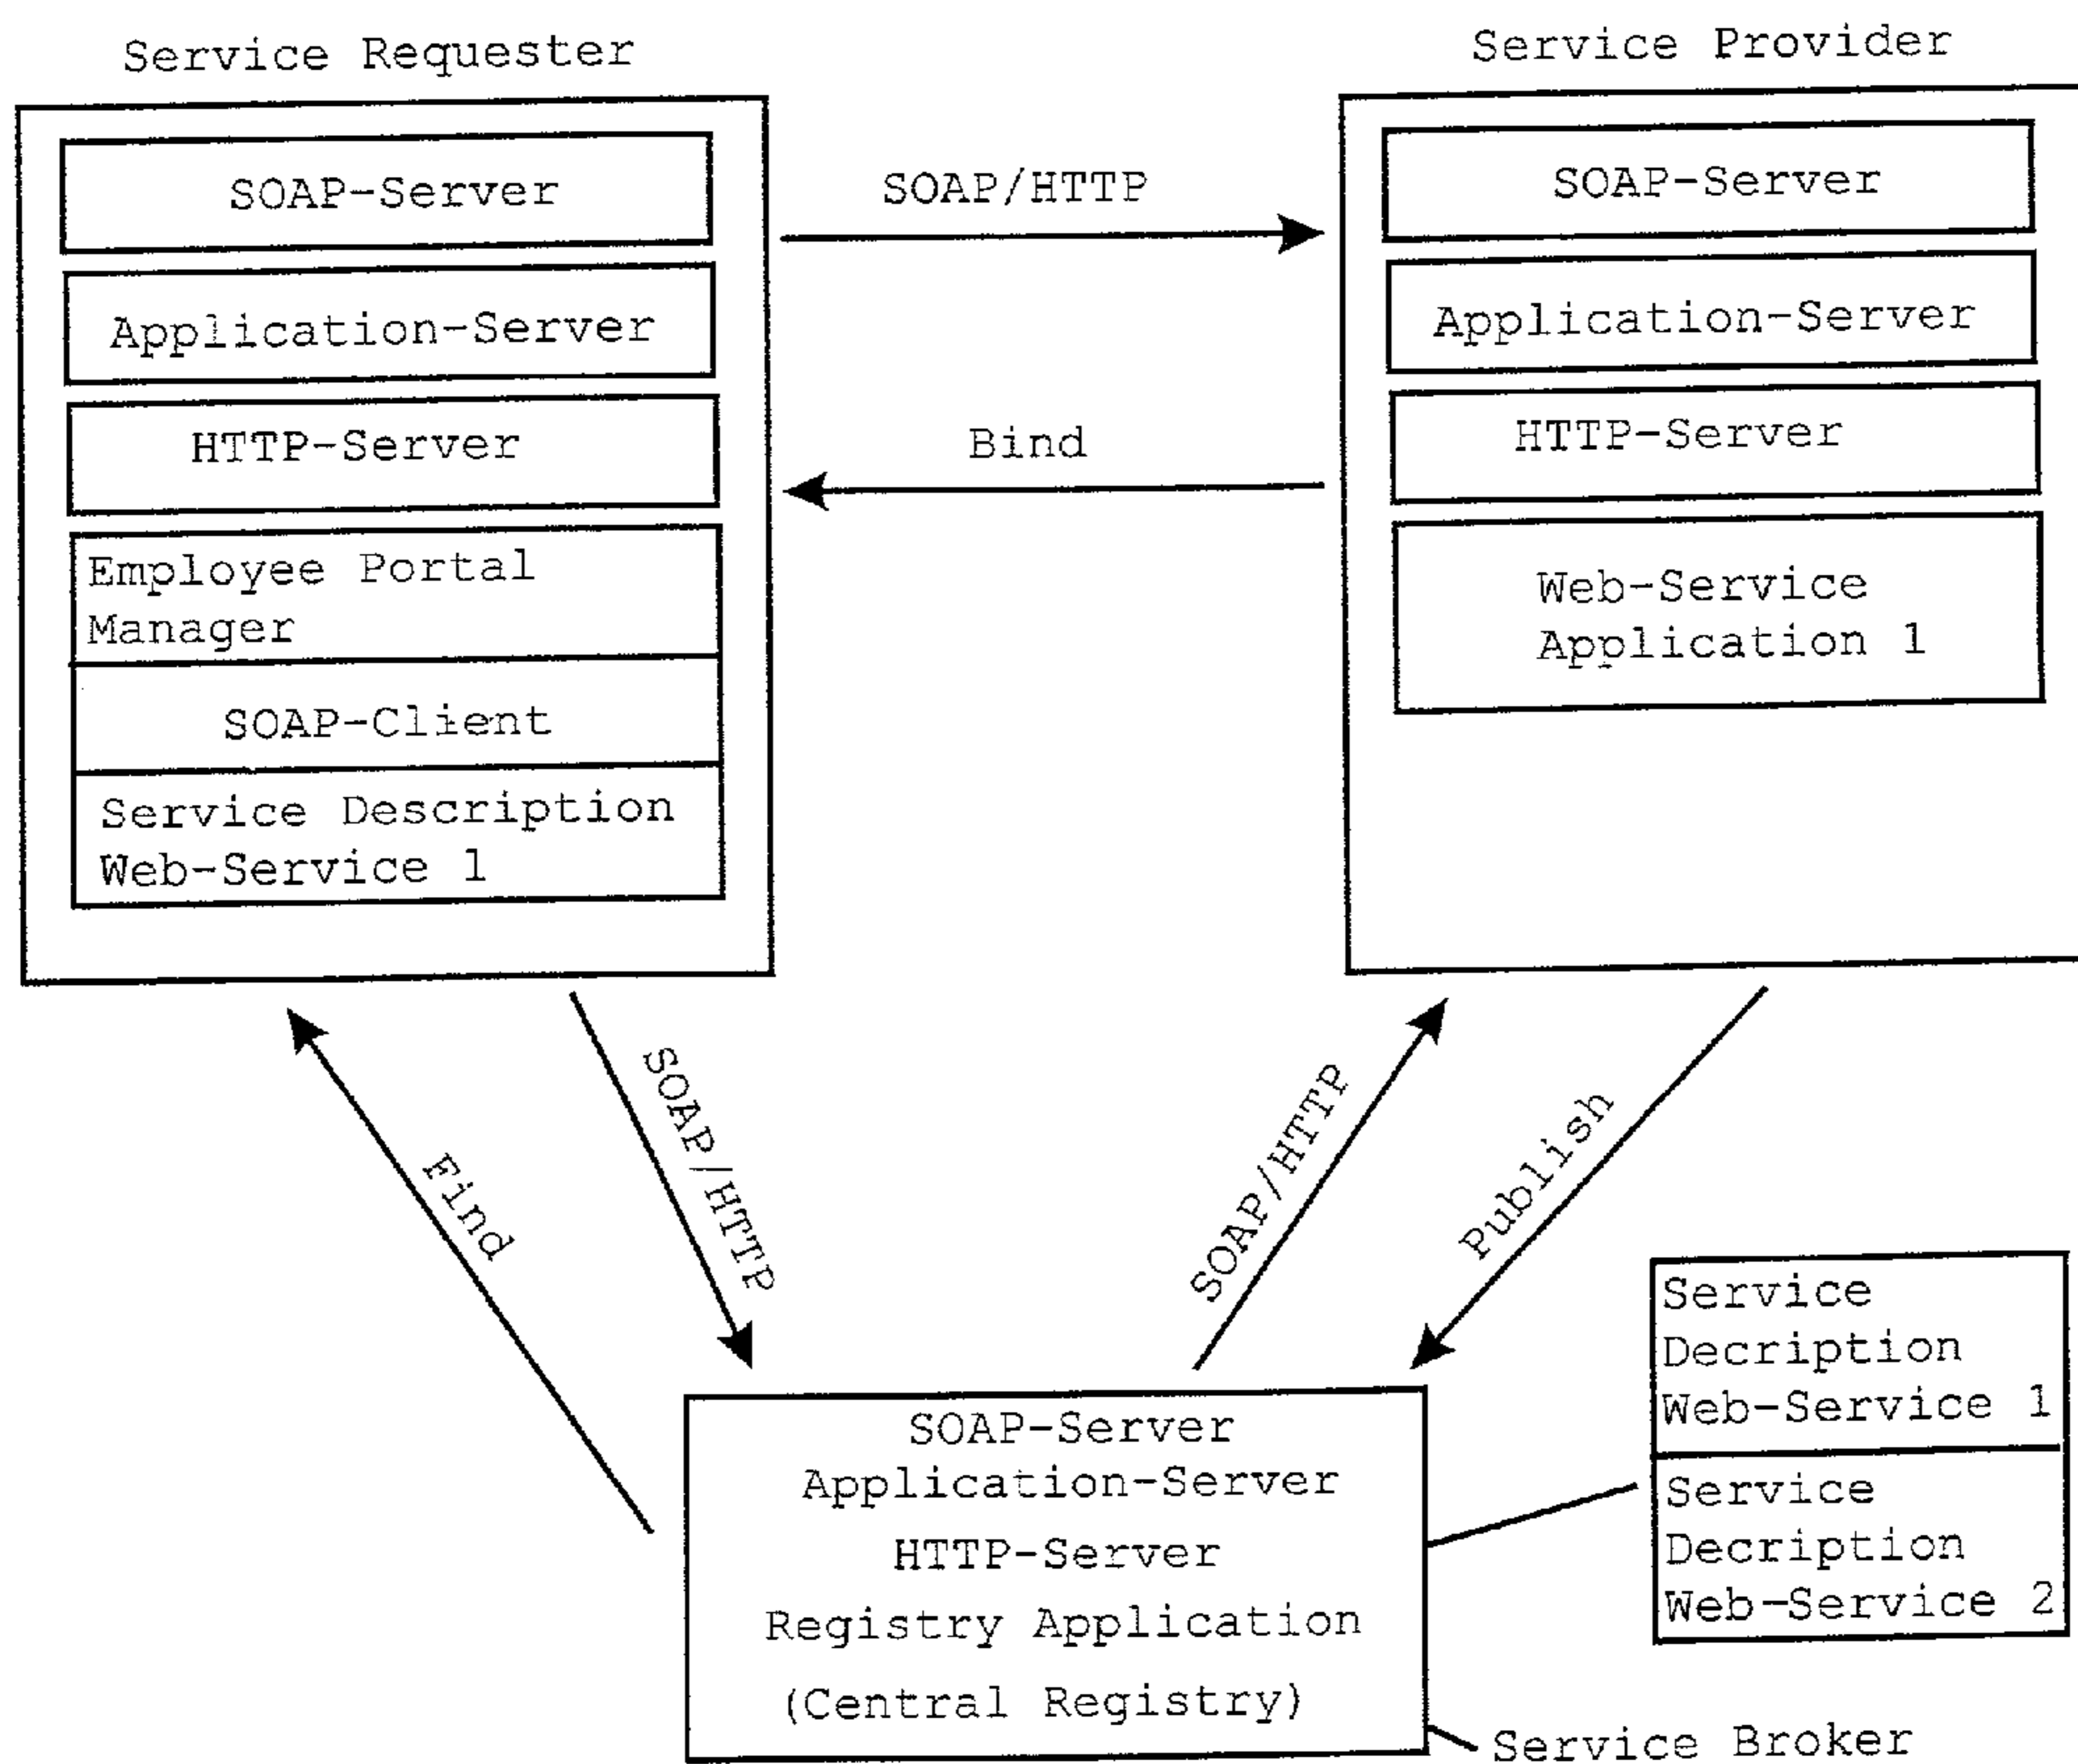 Service Requester
SOAP-Server
Application-Server
HTTP-Server
Employee Portal
Manager
SOAP-Client
Service Description
Web-Service 1
SOAP/HTTP
Bind
Service Provider
SOAP-Server
Application-Server
HTTP-Server
Web-Service
Application 1
Find
SOAP/HTTP
SOAP/HTTP
Publish
SOAP-Server
Application-Server
HTTP-Server
Registry Application
(Central Registry)
Service
Decription
Web-Service 1
Service
Decription
Web-Service 2
Service Broker